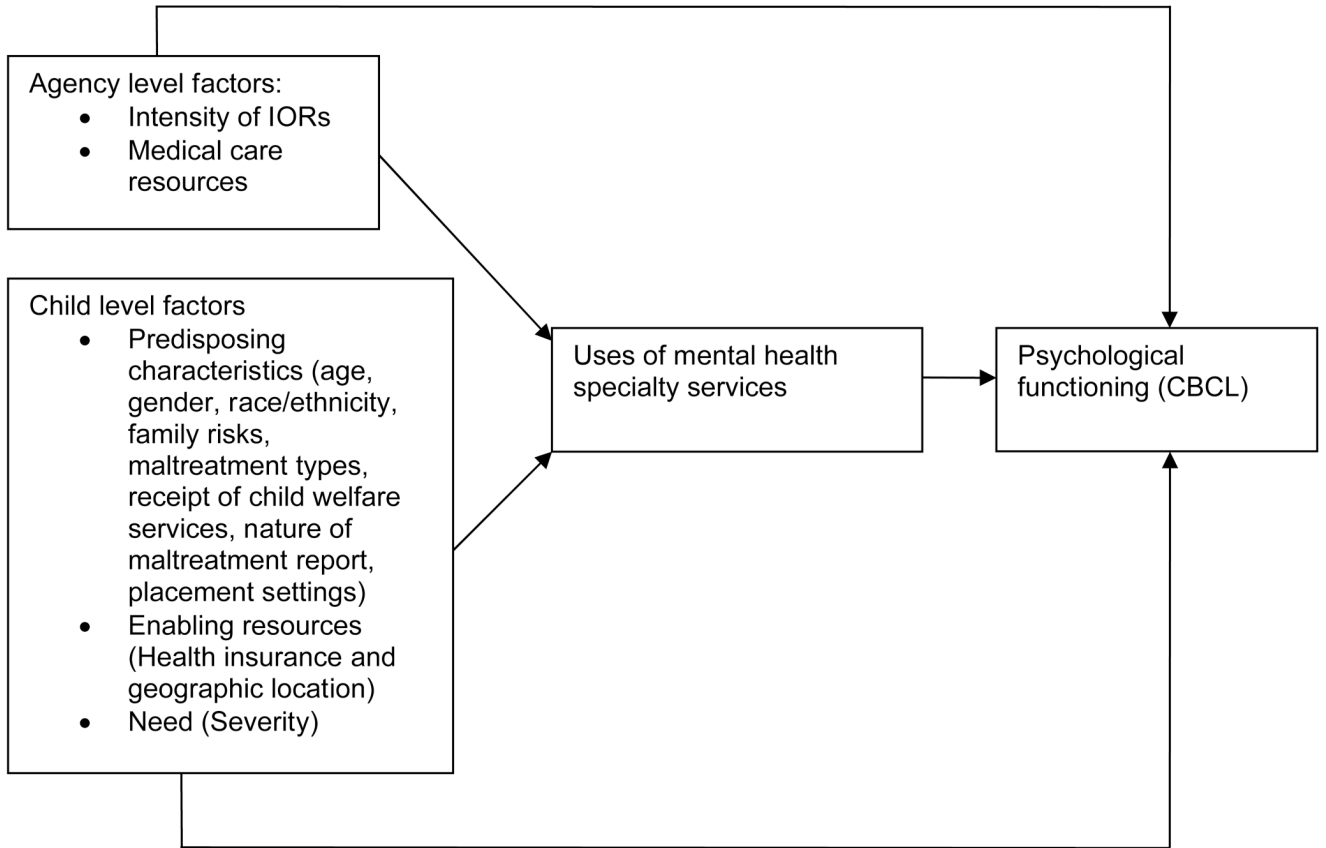 Agency level factors:
• Intensity of IORs
• Medical care
resources
Child level factors
• Predisposing
characteristics (age,
gender, race/ethnicity,
family risks,
maltreatment types,
receipt of child welfare
services, nature of
maltreatment report,
placement settings)
• Enabling resources
(Health insurance and
geographic location)
• Need (Severity)
Uses of mental health
specialty services
Psychological
functioning (CBCL)